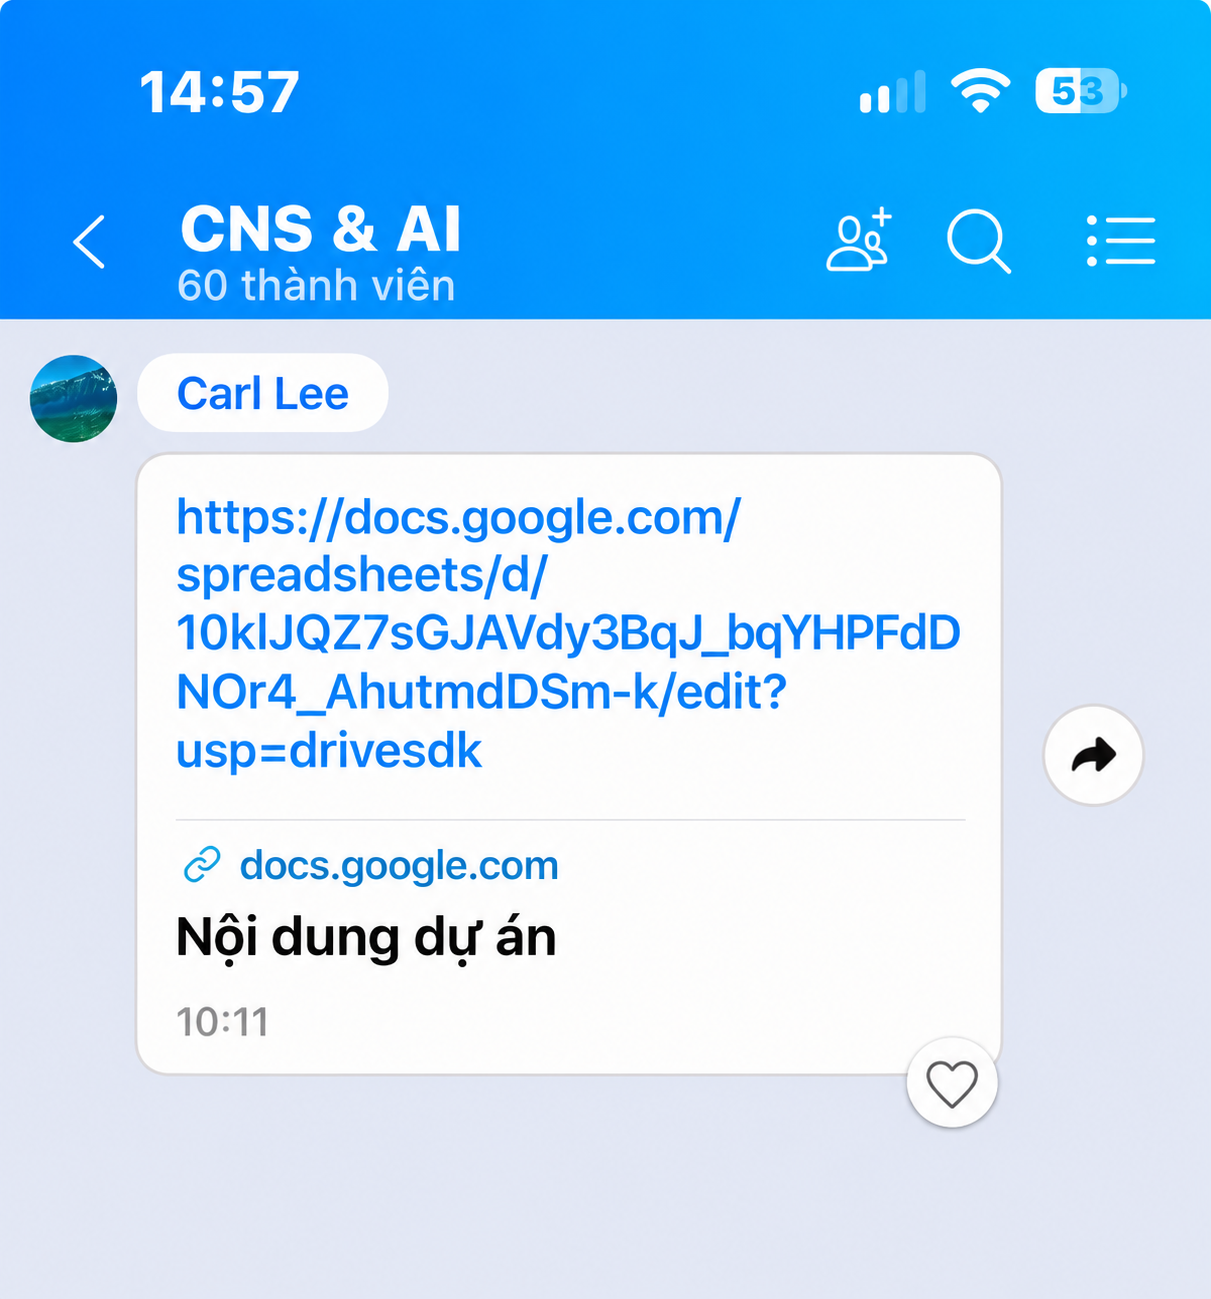 14:57
53
CNS & AI
60 thành viên
Carl Lee
https://docs.google.com/
spreadsheets/d/
10klJQZ7sGJAVdy3BqJ_bqYHPFdD
NOr4_AhutmdDSm-k/edit?
usp=drivesdk
docs.google.com
Nội dung dự án
10:11